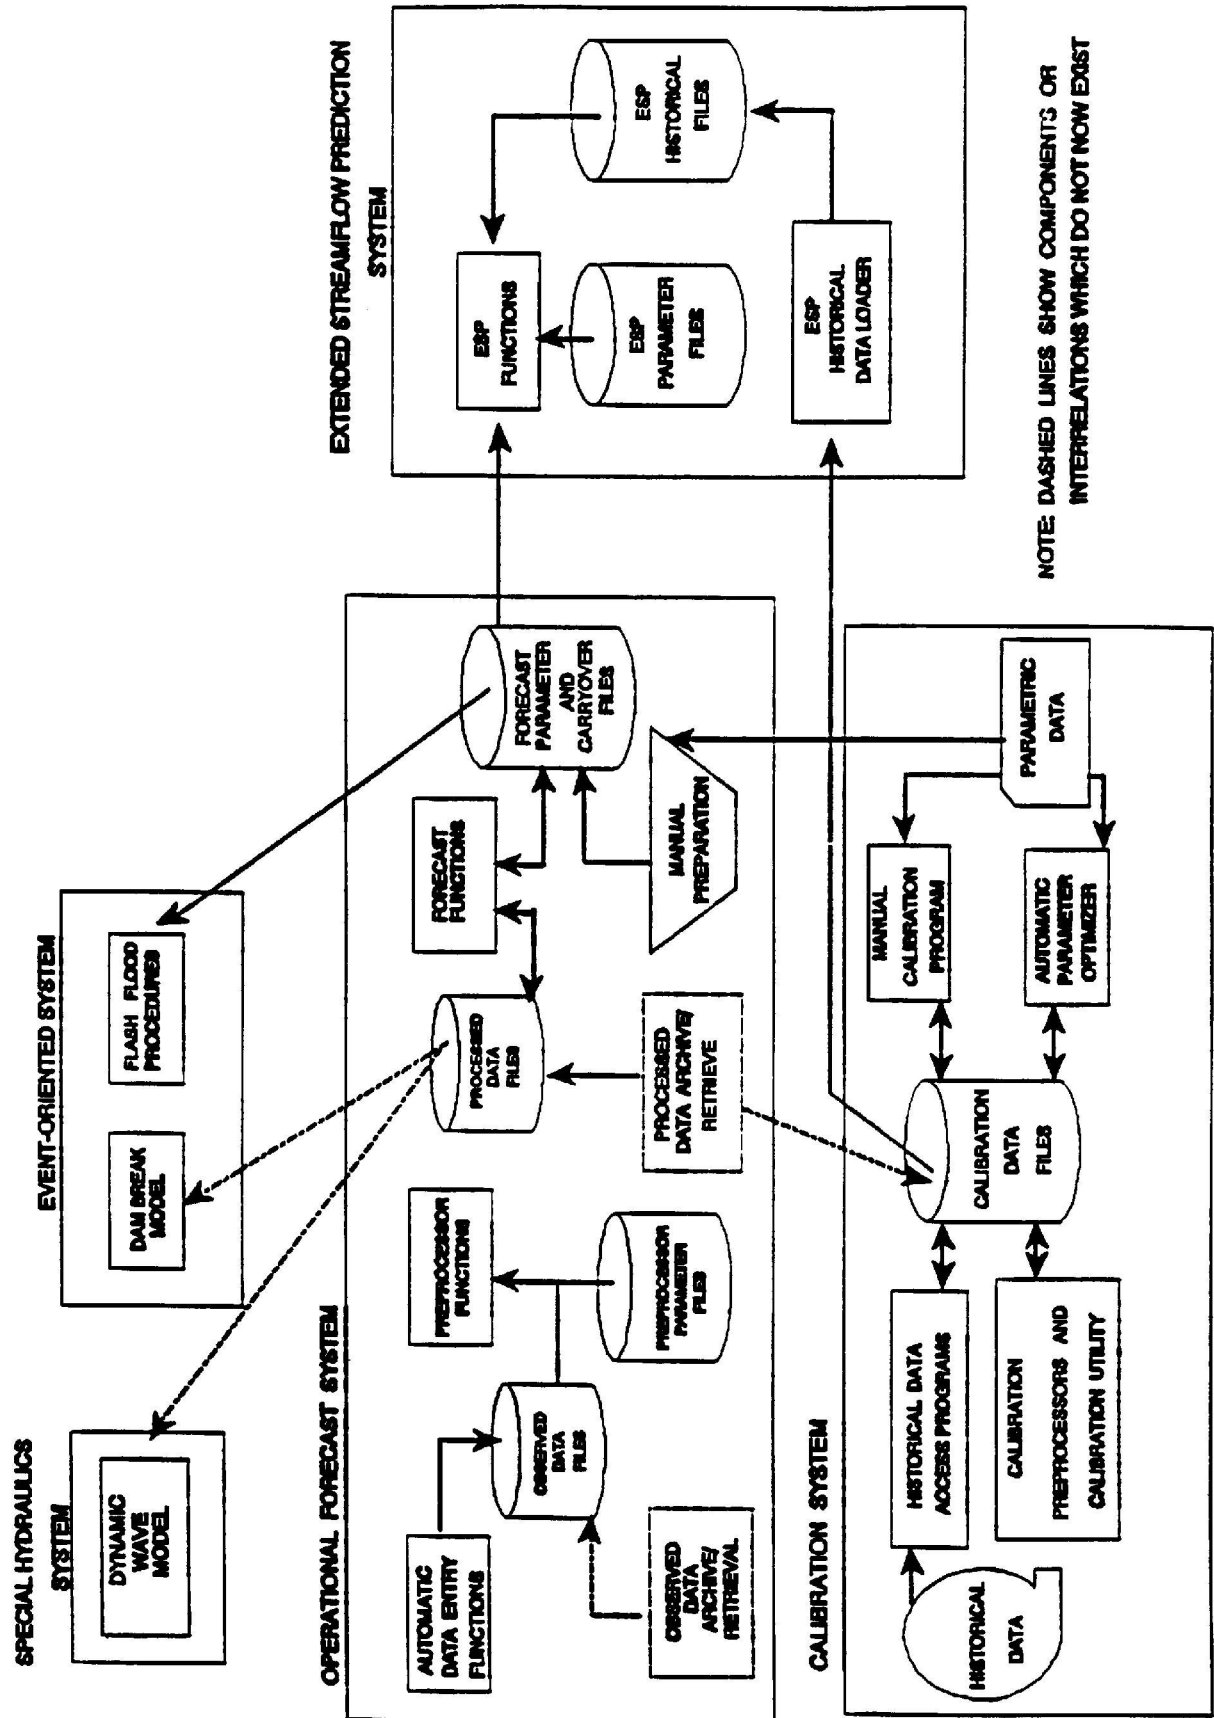 SPECIAL HYDRAULICS
SYSTEM
DYNAMIC
WAVE
MODEL
EVENT-ORIENTED SYSTEM
DAM BREAK
MODEL
FLASH FLOOD
PROCEDURES
EXTENDED STREAMFLOW PREDICTION
SYSTEM
ESP
FUNCTIONS
ESP
PARAMETER
FILES
ESP
HISTORICAL
FILES
ESP
HISTORICAL
DATA LOADER
OPERATIONAL FORECAST SYSTEM
AUTOMATIC
DATA ENTRY
FUNCTIONS
OBSERVED
DATA
FILES
OBSERVED
DATA
ARCHIVE/
RETRIEVAL
PREPROCESSOR
FUNCTIONS
PREPROCESSOR
PARAMETER
FILES
PROCESSED
DATA
FILES
PROCESSED
DATA ARCHIVE/
RETRIEVE
FORECAST
FUNCTIONS
MANUAL
PREPARATION
FORECAST
PARAMETER
AND
CARRYOVER
FILES
CALIBRATION SYSTEM
HISTORICAL
DATA
HISTORICAL DATA
ACCESS PROGRAMS
CALIBRATION
PREPROCESSORS AND
CALIBRATION UTILITY
CALIBRATION
DATA
FILES
MANUAL
CALIBRATION
PROGRAM
AUTOMATIC
PARAMETER
OPTIMIZER
PARAMETRIC
DATA
NOTE: DASHED LINES SHOW COMPONENTS OR
INTERRELATIONS WHICH DO NOT NOW EXIST